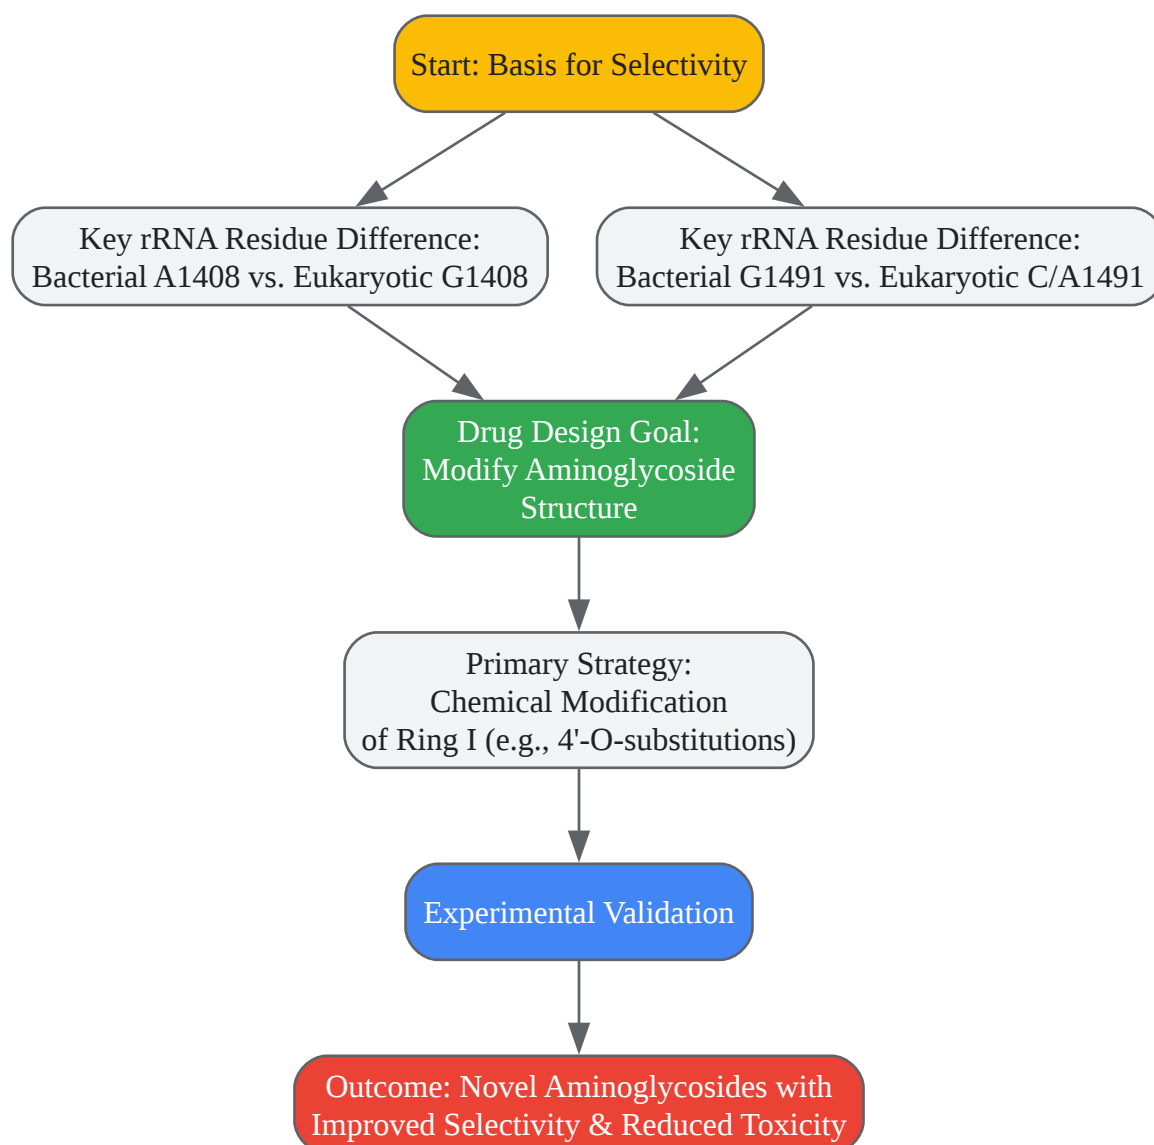 Start: Basis for Selectivity
Key rRNA Residue Difference:
Bacterial A1408 vs. Eukaryotic G1408
Key rRNA Residue Difference:
Bacterial G1491 vs. Eukaryotic C/A1491
Drug Design Goal:
Modify Aminoglycoside
Structure
Primary Strategy:
Chemical Modification
of Ring I (e.g., 4'-O-substitutions)
Experimental Validation
Outcome: Novel Aminoglycosides with
Improved Selectivity & Reduced Toxicity